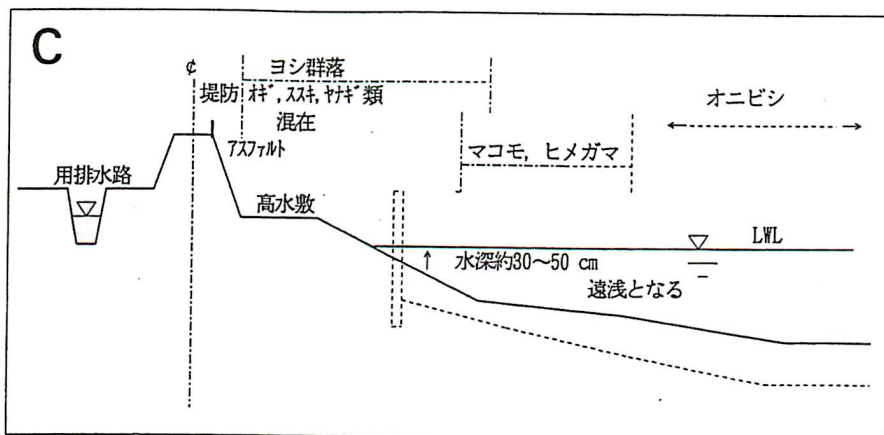 C
℄
ヨシ群落
堤防
オギ,ススキ,ヤナギ類
混在
アスファルト
オニビシ
マコモ, ヒメガマ
用排水路
高水敷
LWL
水深約30～50 cm
遠浅となる